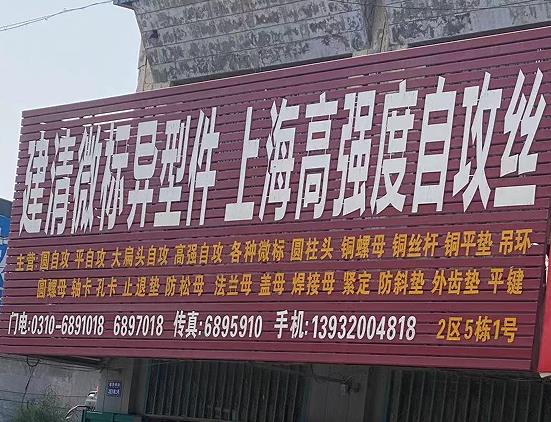 建清微标异型件 上海高强度自攻丝
主营:圆自攻 平自攻 大扁头自攻 高强自攻 各种微标 圆柱头 铜螺母 铜丝杆 铜平垫 吊环
圆螺母 轴卡 孔卡 止退垫 防松母 法兰母 盖母 焊接母 紧定 防斜垫 外齿垫 平键
门电:0310-6891018 6897018 传真:6895910 手机:13932004818 2区5栋1号